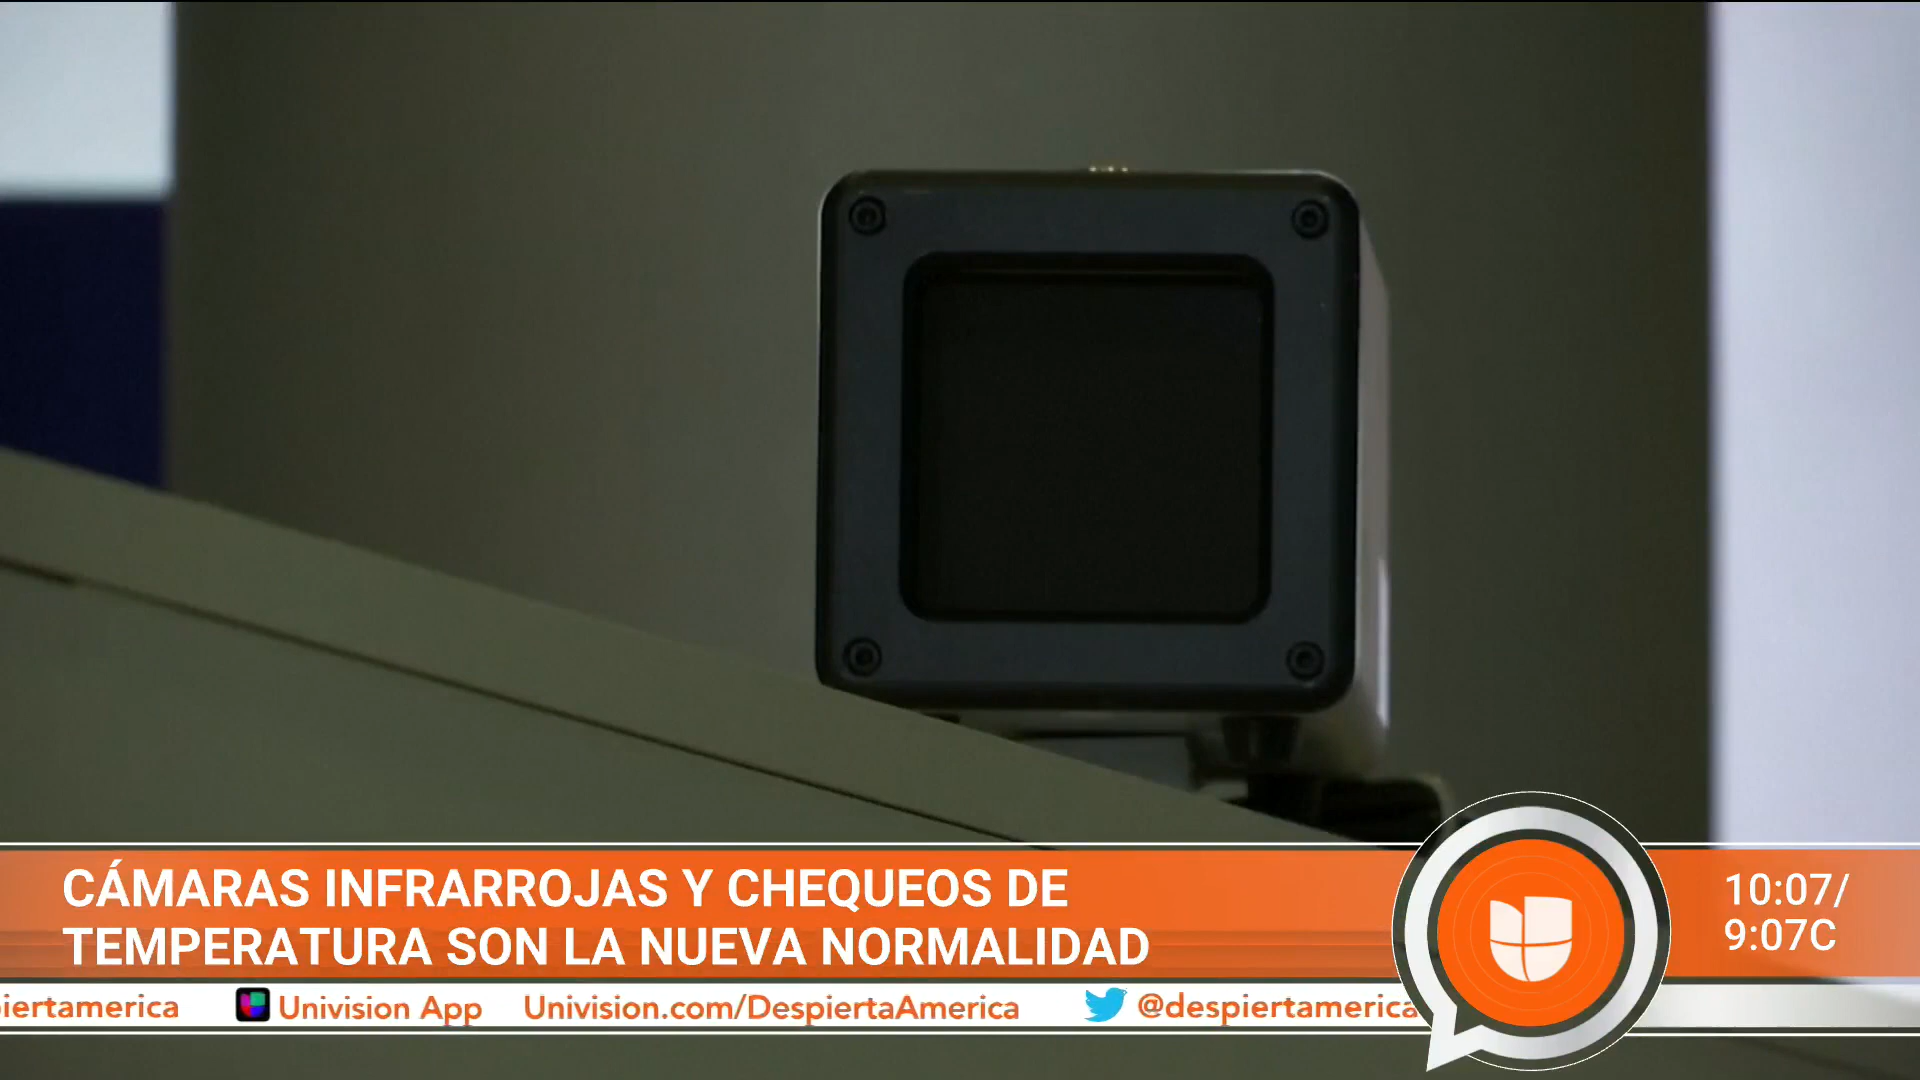 CÁMARAS INFRARROJAS Y CHEQUEOS DE
TEMPERATURA SON LA NUEVA NORMALIDAD
10:07/
9:07C
iertamerica Univision App Univision.com/DespiertaAmerica @despiertamerica